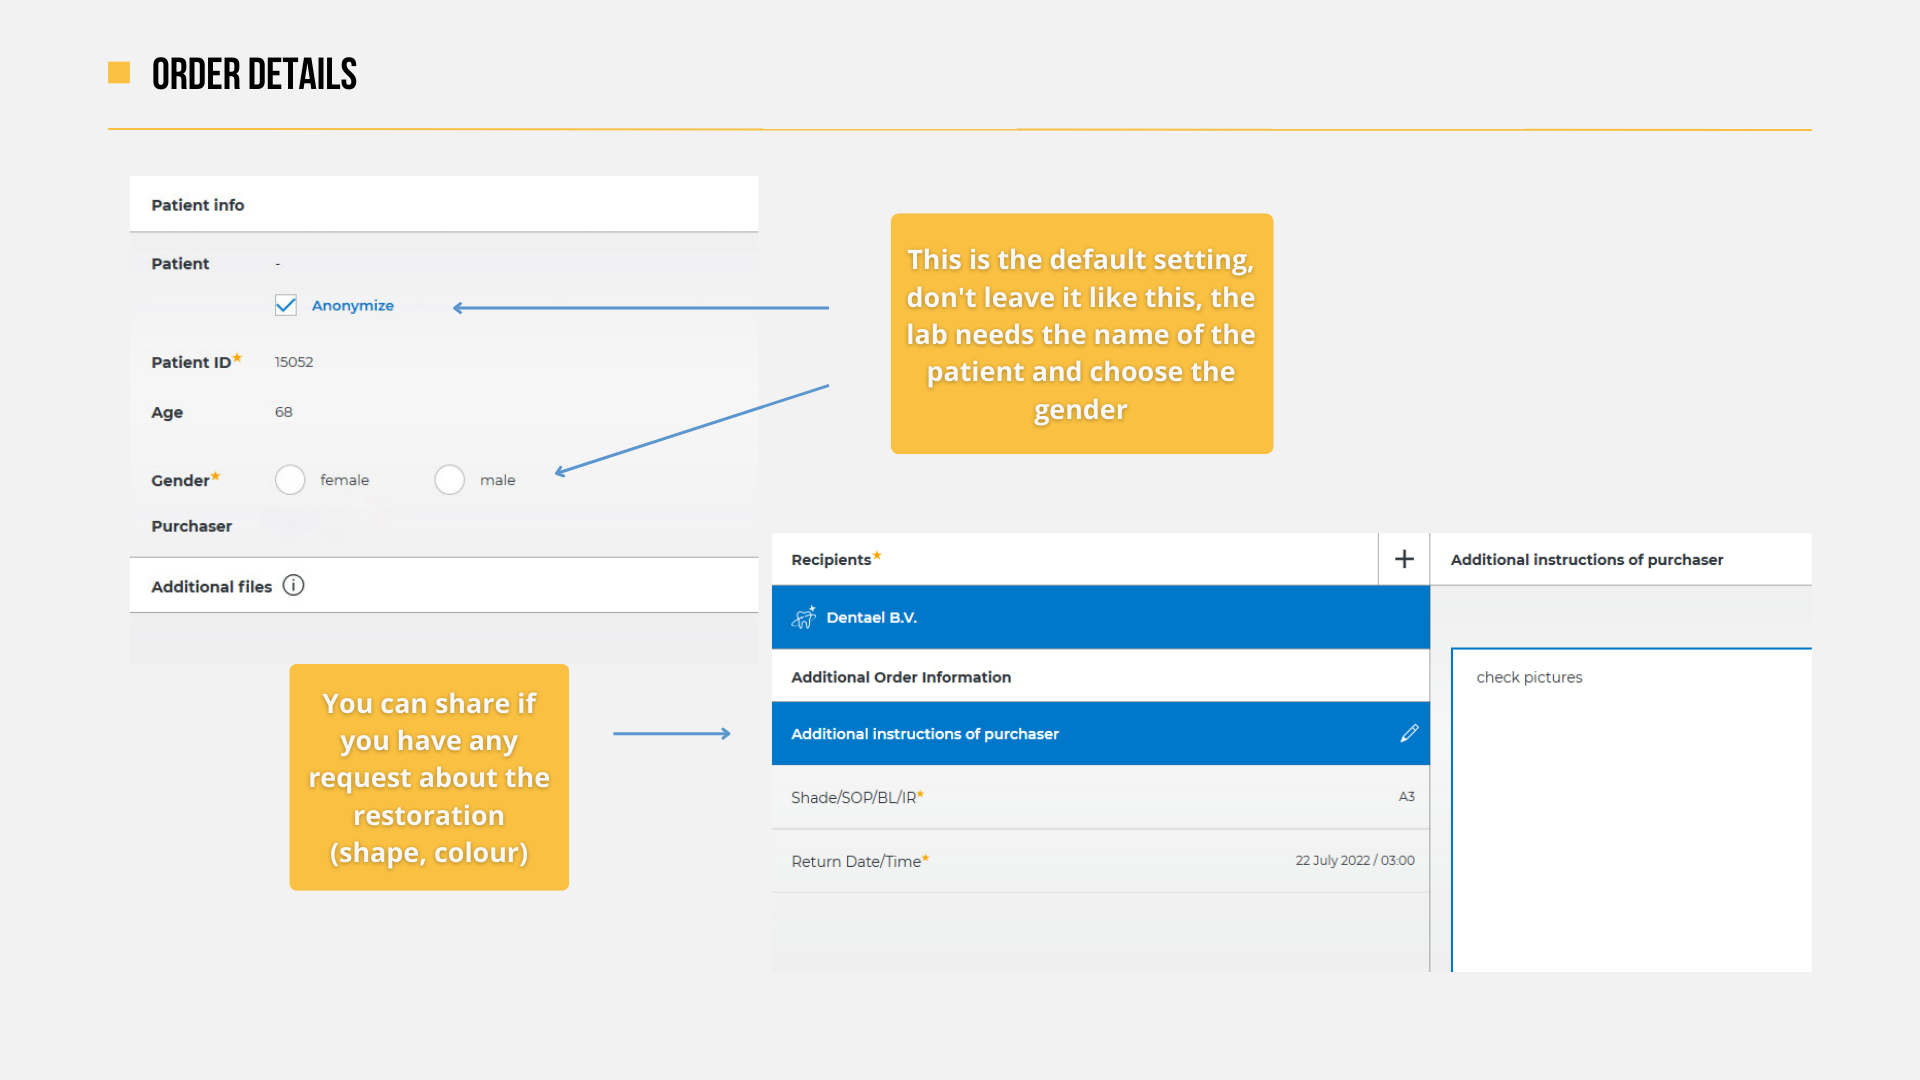 ORDER DETAILS
Patient info
Patient -
Anonymize
Patient ID★ 15052
Age 68
Gender★ female male
Purchaser
Additional files
This is the default setting,
don't leave it like this, the
lab needs the name of the
patient and choose the
gender
You can share if
you have any
request about the
restoration
(shape, colour)
Recipients★ +
Dentael B.V.
Additional Order Information
Additional instructions of purchaser
Shade/SOP/BL/IR★ A3
Return Date/Time★ 22 July 2022 / 03:00
Additional instructions of purchaser
check pictures